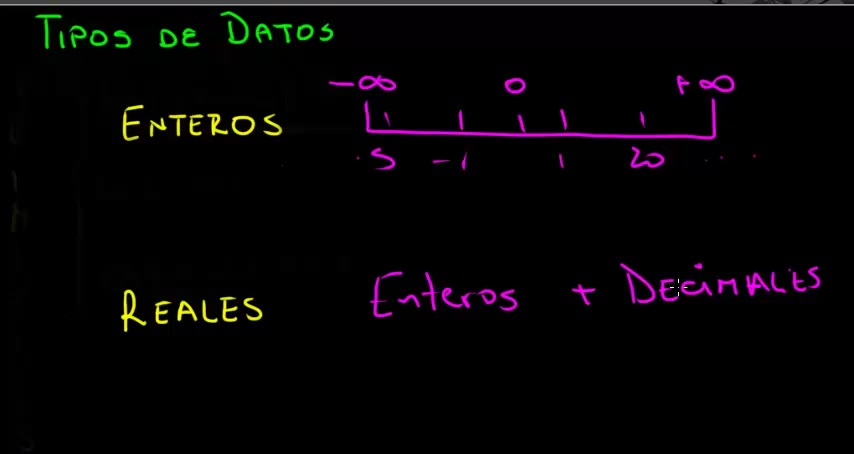 TIPOS DE DATOS
-∞ 0 +∞
ENTEROS
-5 -1 1 20 ...
REALES Enteros + DECIMALES